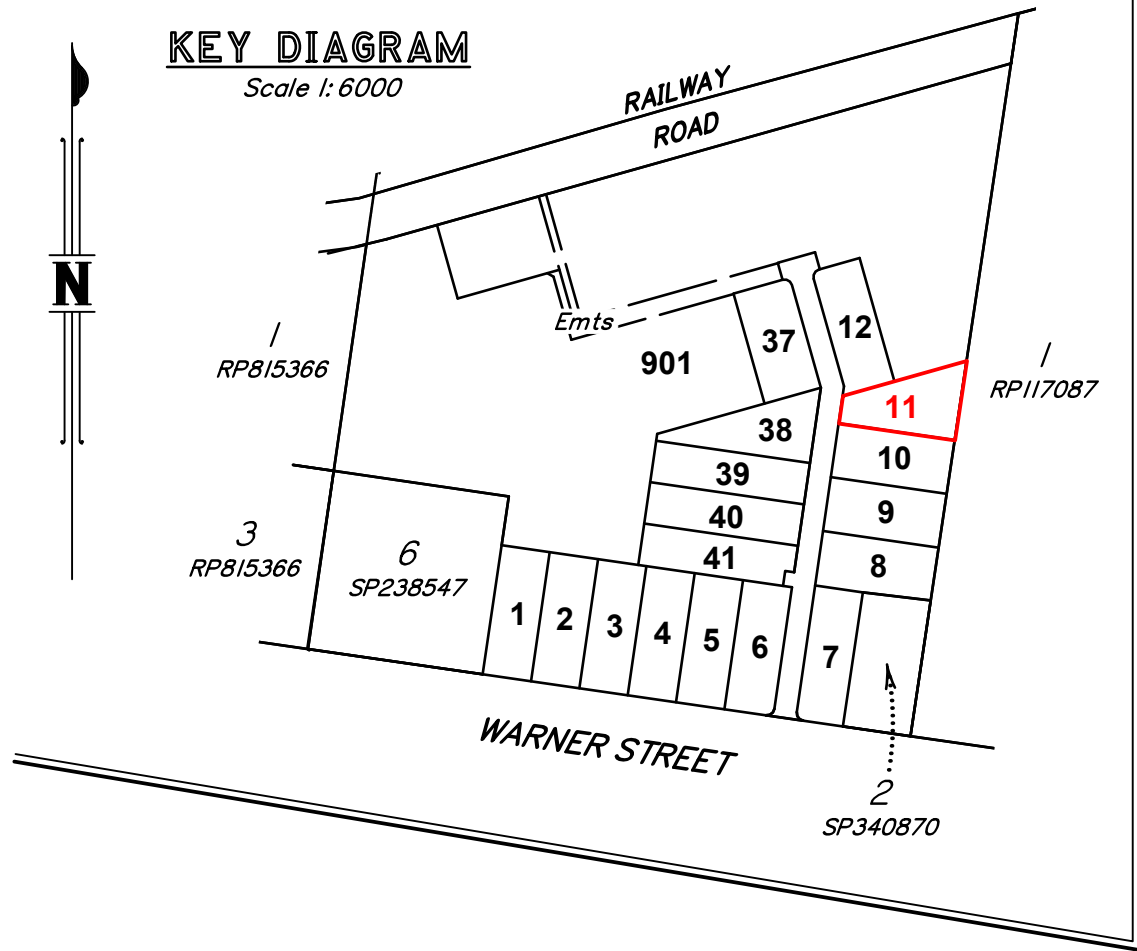 KEY DIAGRAM
Scale 1:6000
RAILWAY
ROAD
N
Emts
1
RP815366
901
37
12
1
RP117087
11
38
10
39
9
40
3
RP815366
6
SP238547
41
8
1
2
3
4
5
6
7
WARNER STREET
2
SP340870